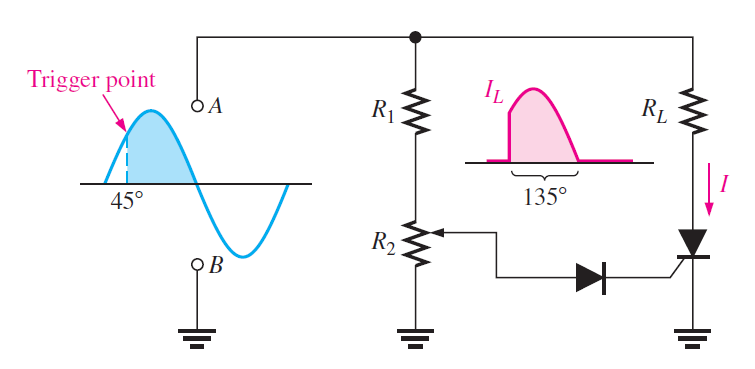 Trigger point
A
45°
B
R1
R2
IL
135°
RL
I